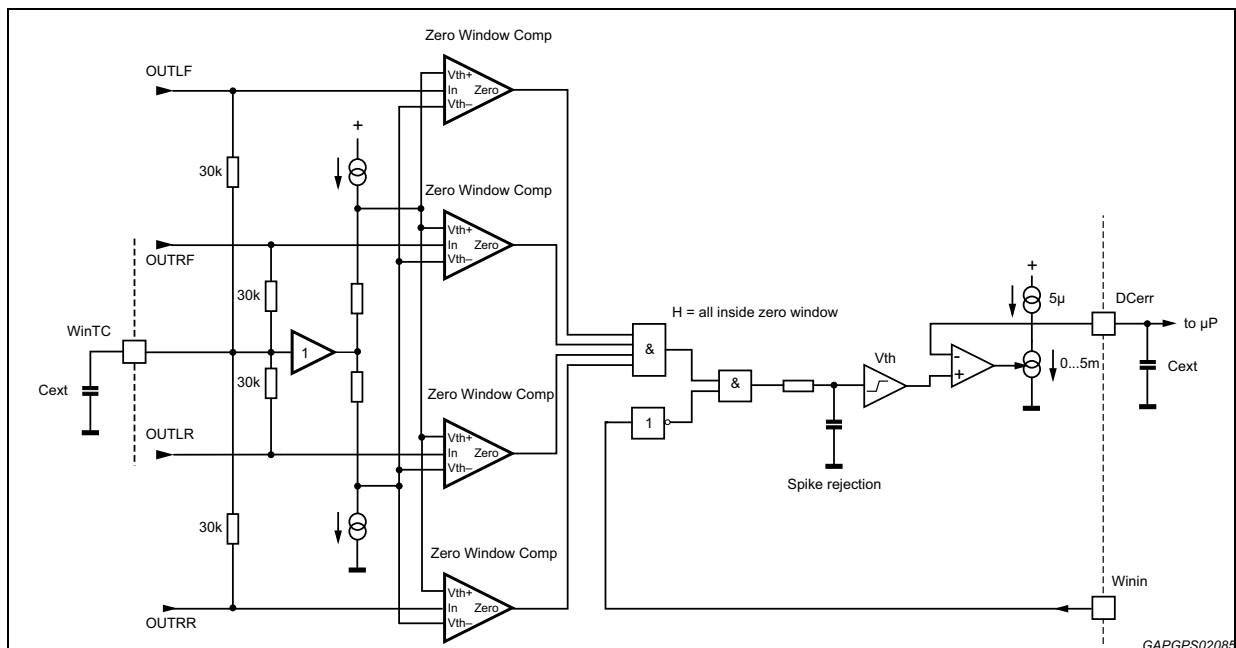 Zero Window Comp
OUTLF
Vth+
In Zero
Vth–
30k
+
Zero Window Comp
Vth+
In Zero
Vth–
OUTRF
30k
WinTC
1
Cext
30k
H = all inside zero window
&
&
1
Vth
Spike rejection
+
5µ
-
+
0...5m
DCerr
to µP
Cext
Zero Window Comp
Vth+
In Zero
Vth–
OUTLR
30k
Zero Window Comp
Vth+
In Zero
Vth–
OUTRR
Winin
GAPGPS02085